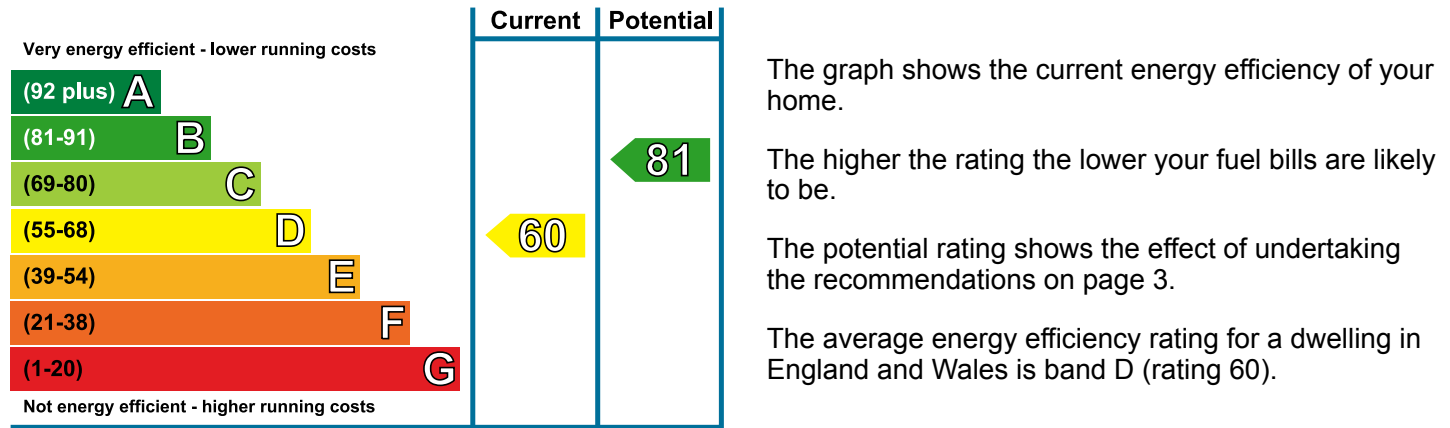 Current Potential
Very energy efficient - lower running costs
(92 plus) A
(81-91) B
(69-80) C
(55-68) D
(39-54) E
(21-38) F
(1-20) G
Not energy efficient - higher running costs
60
81
The graph shows the current energy efficiency of your
home.
The higher the rating the lower your fuel bills are likely
to be.
The potential rating shows the effect of undertaking
the recommendations on page 3.
The average energy efficiency rating for a dwelling in
England and Wales is band D (rating 60).